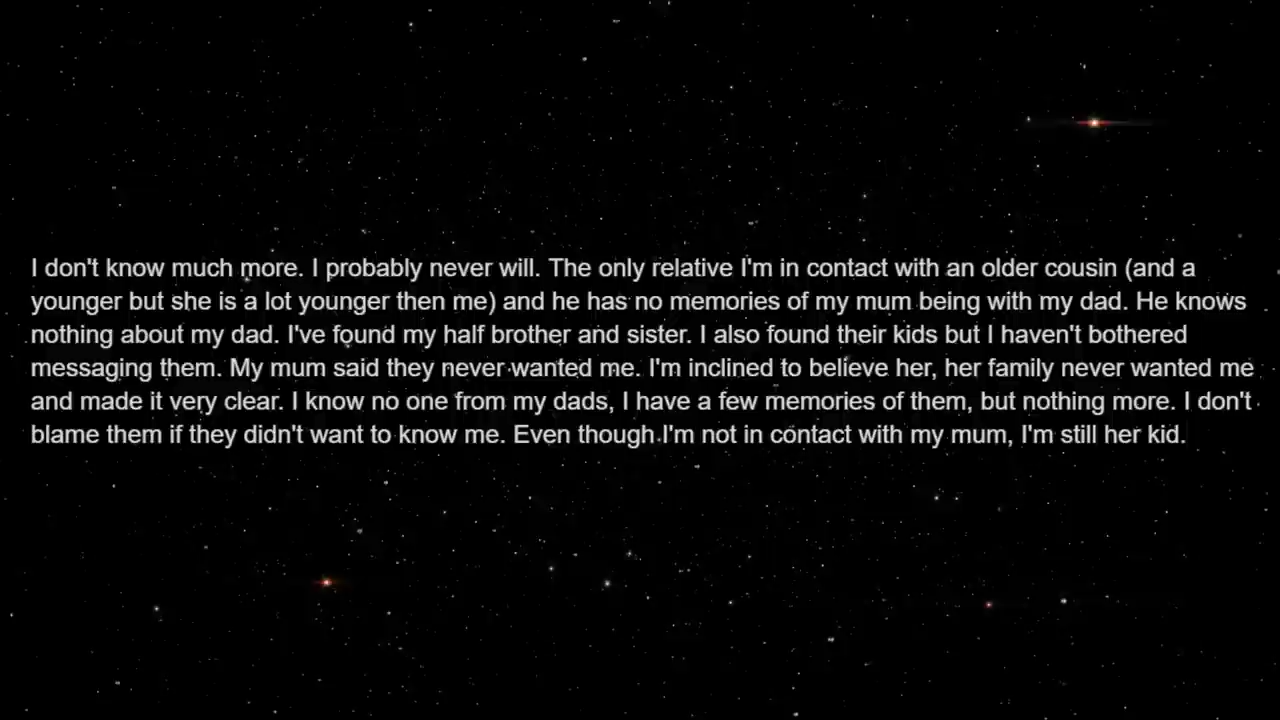 I don't know much more. I probably never will. The only relative I'm in contact with an older cousin (and a
younger but she is a lot younger then me) and he has no memories of my mum being with my dad. He knows
nothing about my dad. I've found my half brother and sister. I also found their kids but I haven't bothered
messaging them. My mum said they never wanted me. I'm inclined to believe her, her family never wanted me
and made it very clear. I know no one from my dads, I have a few memories of them, but nothing more. I don't
blame them if they didn't want to know me. Even though I'm not in contact with my mum, I'm still her kid.